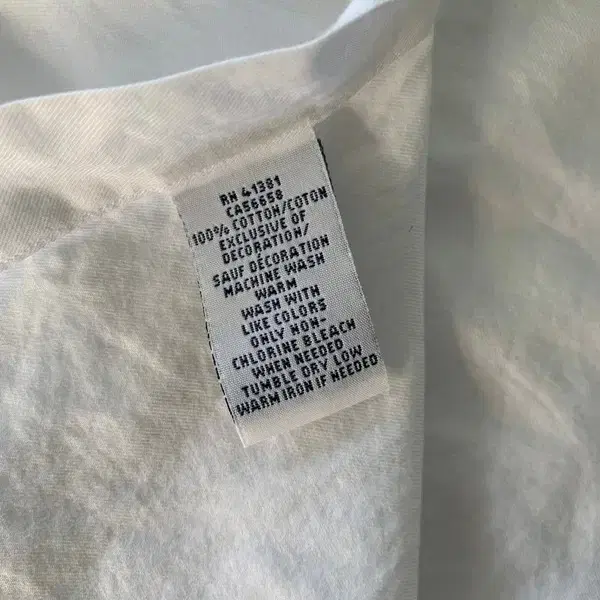 RN 41381
CA56658
100% COTTON/COTON
EXCLUSIVE OF
DECORATION/
SAUF DÉCORATION
MACHINE WASH
WARM
WASH WITH
LIKE COLORS
ONLY NON-
CHLORINE BLEACH
WHEN NEEDED
TUMBLE DRY LOW
WARM IRON IF NEEDED